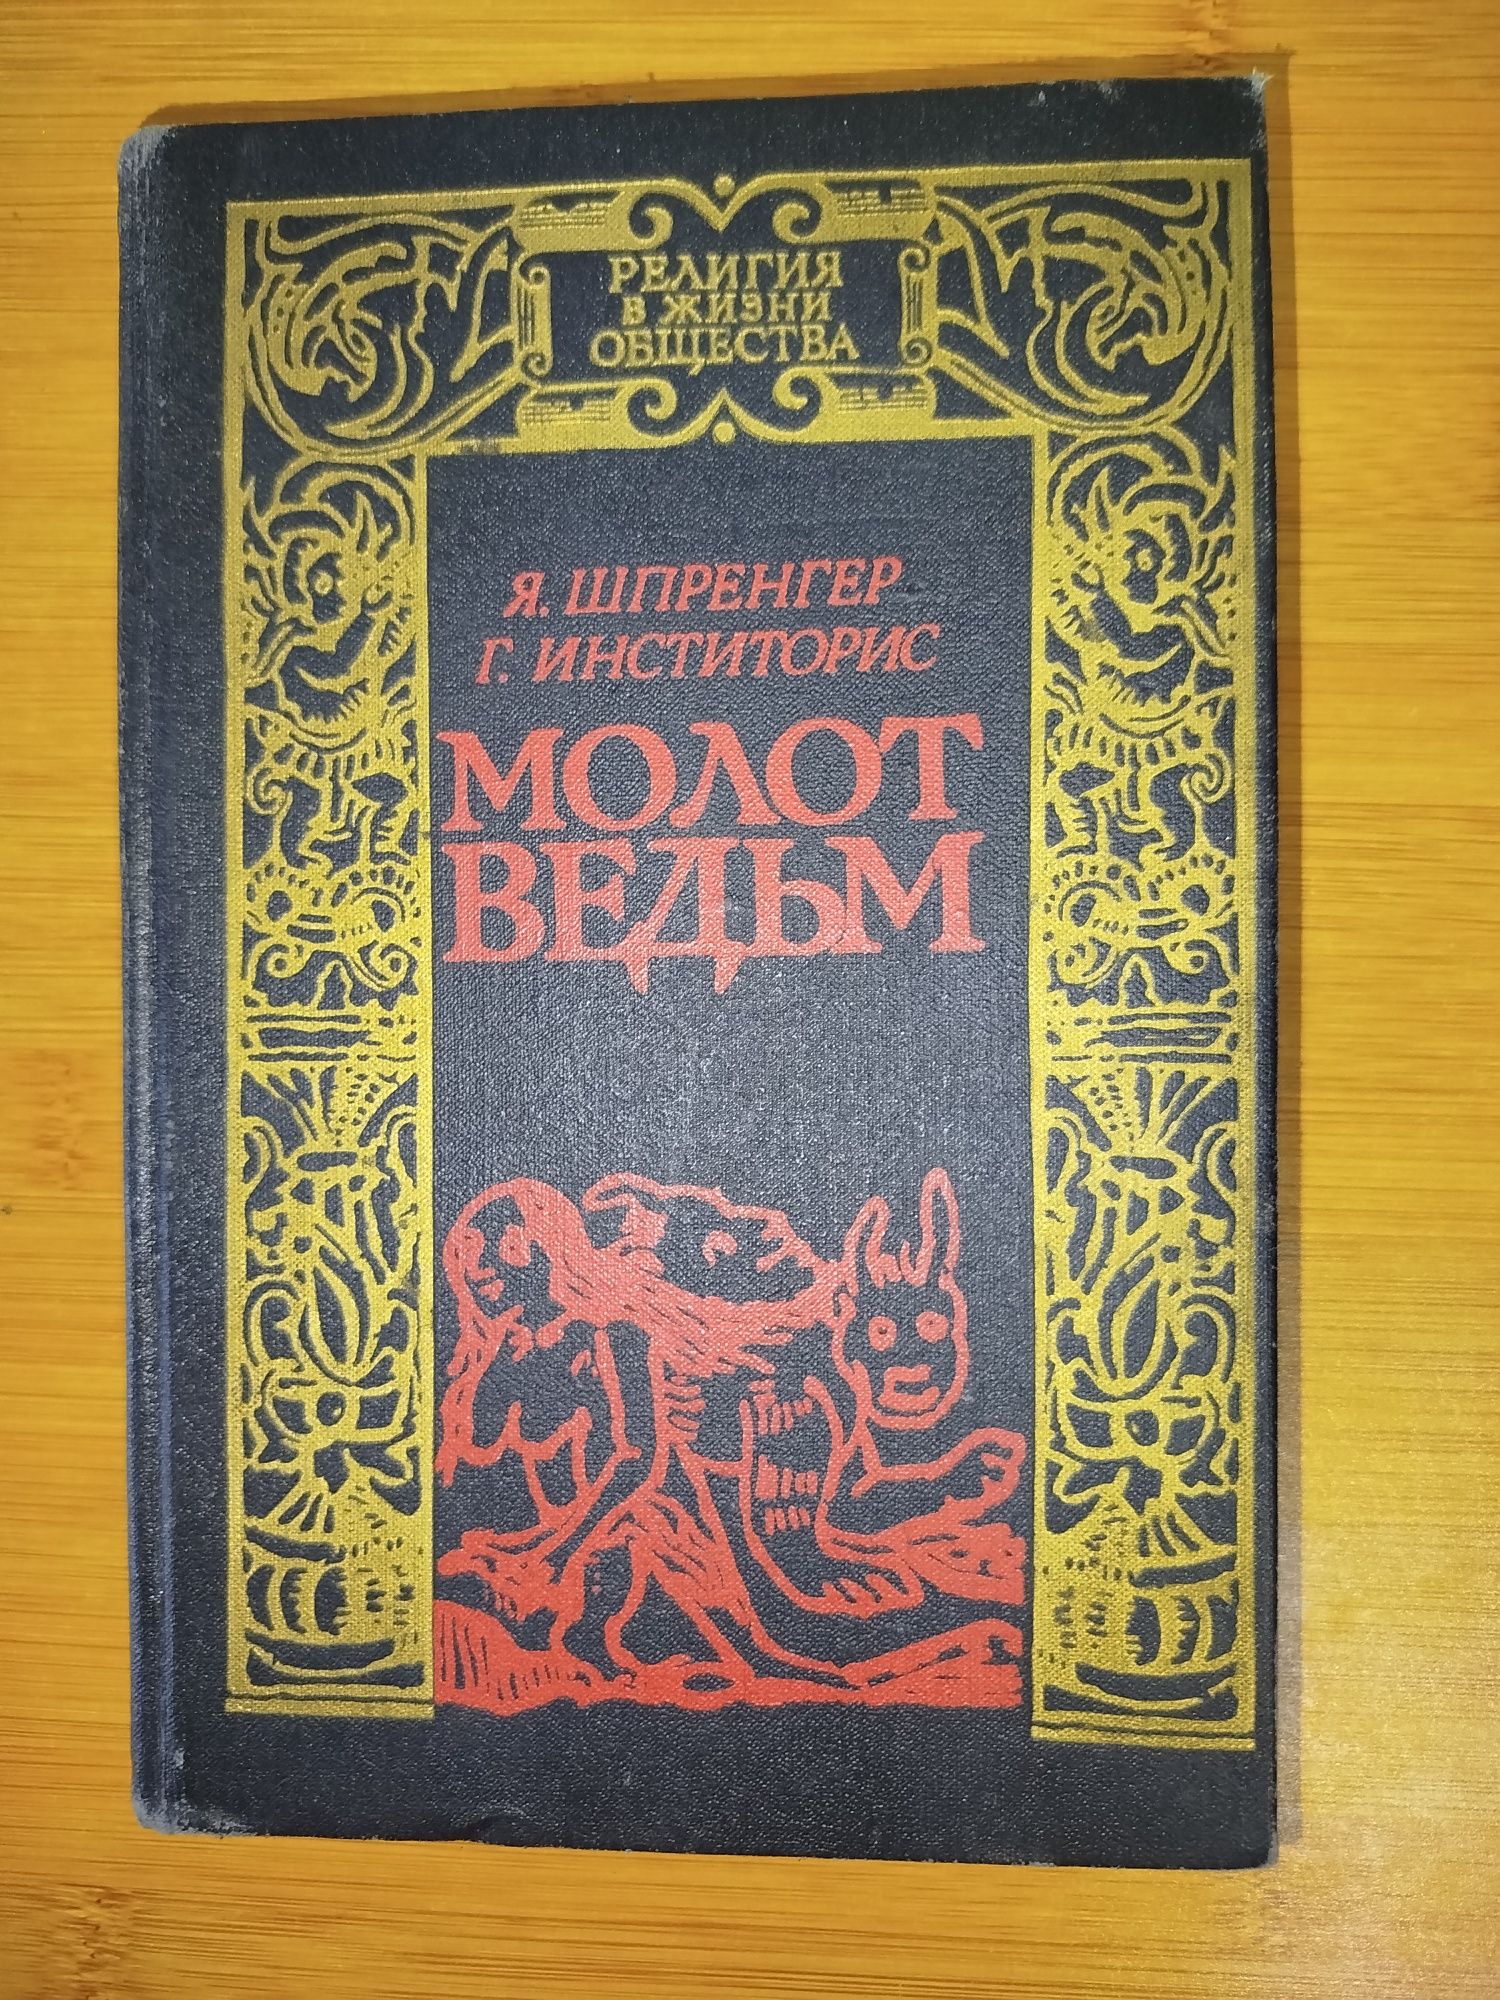 РЕЛИГИЯ
В ЖИЗНИ
ОБЩЕСТВА
Я. ШПРЕНГЕР
Г. ИНСТИТОРИС
МОЛОТ
ВЕДЬМ